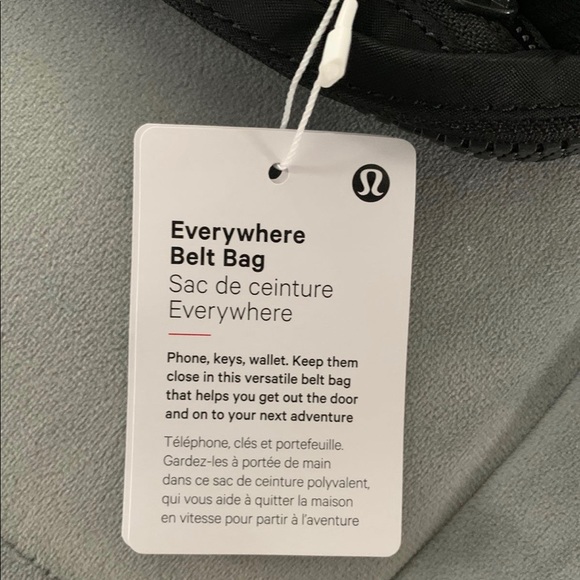 Everywhere
Belt Bag
Sac de ceinture
Everywhere
Phone, keys, wallet. Keep them
close in this versatile belt bag
that helps you get out the door
and on to your next adventure
Téléphone, clés et portefeuille.
Gardez-les à portée de main
dans ce sac de ceinture polyvalent,
qui vous aide à quitter la maison
en vitesse pour partir à l’aventure